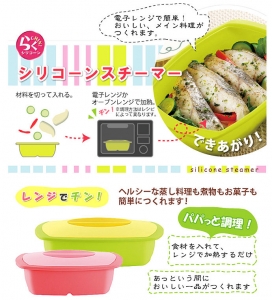 電子レンジで簡単!
おいしい、メイン料理が
つくれます。
らく
シリコーンスチーマー
材料を切って入れる。
電子レンジか
オーブンレンジで加熱。
チン!
できあがり!
silicone steamer
レンジでチン!
ヘルシーな蒸し料理も煮物もお菓子も
簡単につくれます!
パパっと調理!
食材を入れて、
レンジで加熱するだけ
あっという間に
おいしい一品がつくれます